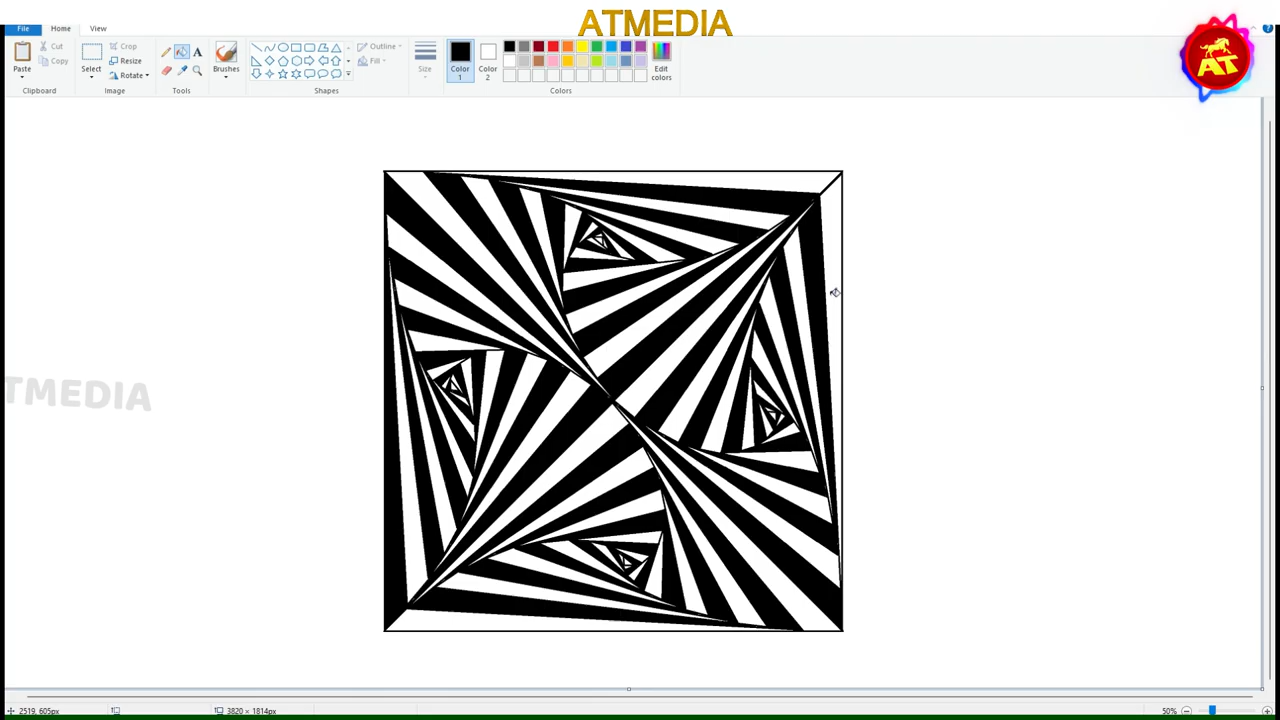 ATMEDIA
File Home View
Cut
Copy
Paste
Clipboard
Select
Crop
Resize
Rotate
Image
A
Tools
Brushes
Shapes
Outline
Fill
Size
Color
1
Color
2
Edit
colors
Colors
AT
TMEDIA
2519, 605px
3820 × 1814px
50%